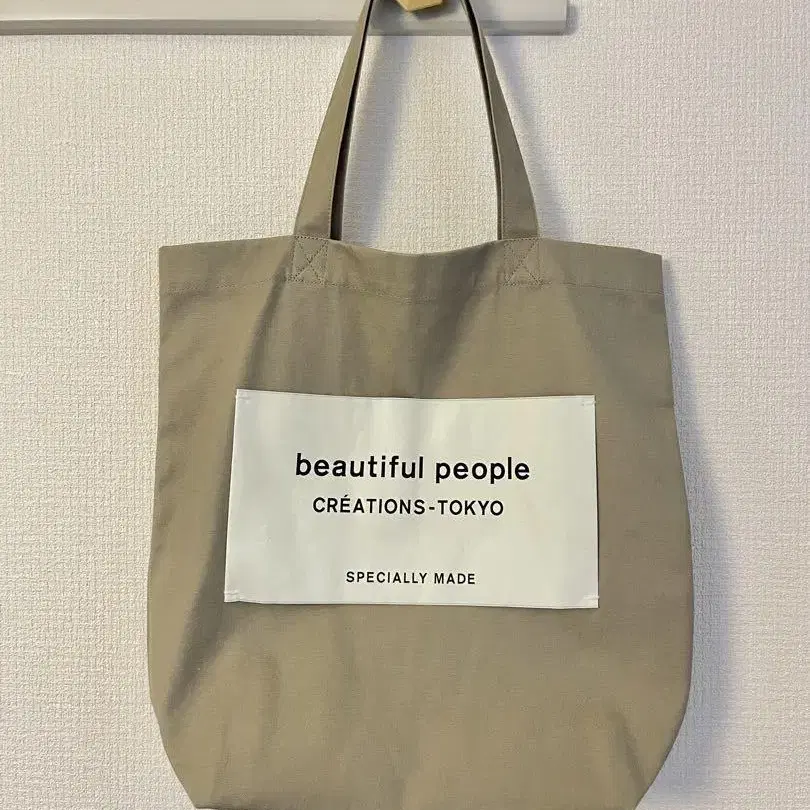 beautiful people
CRÉATIONS-TOKYO
SPECIALLY MADE